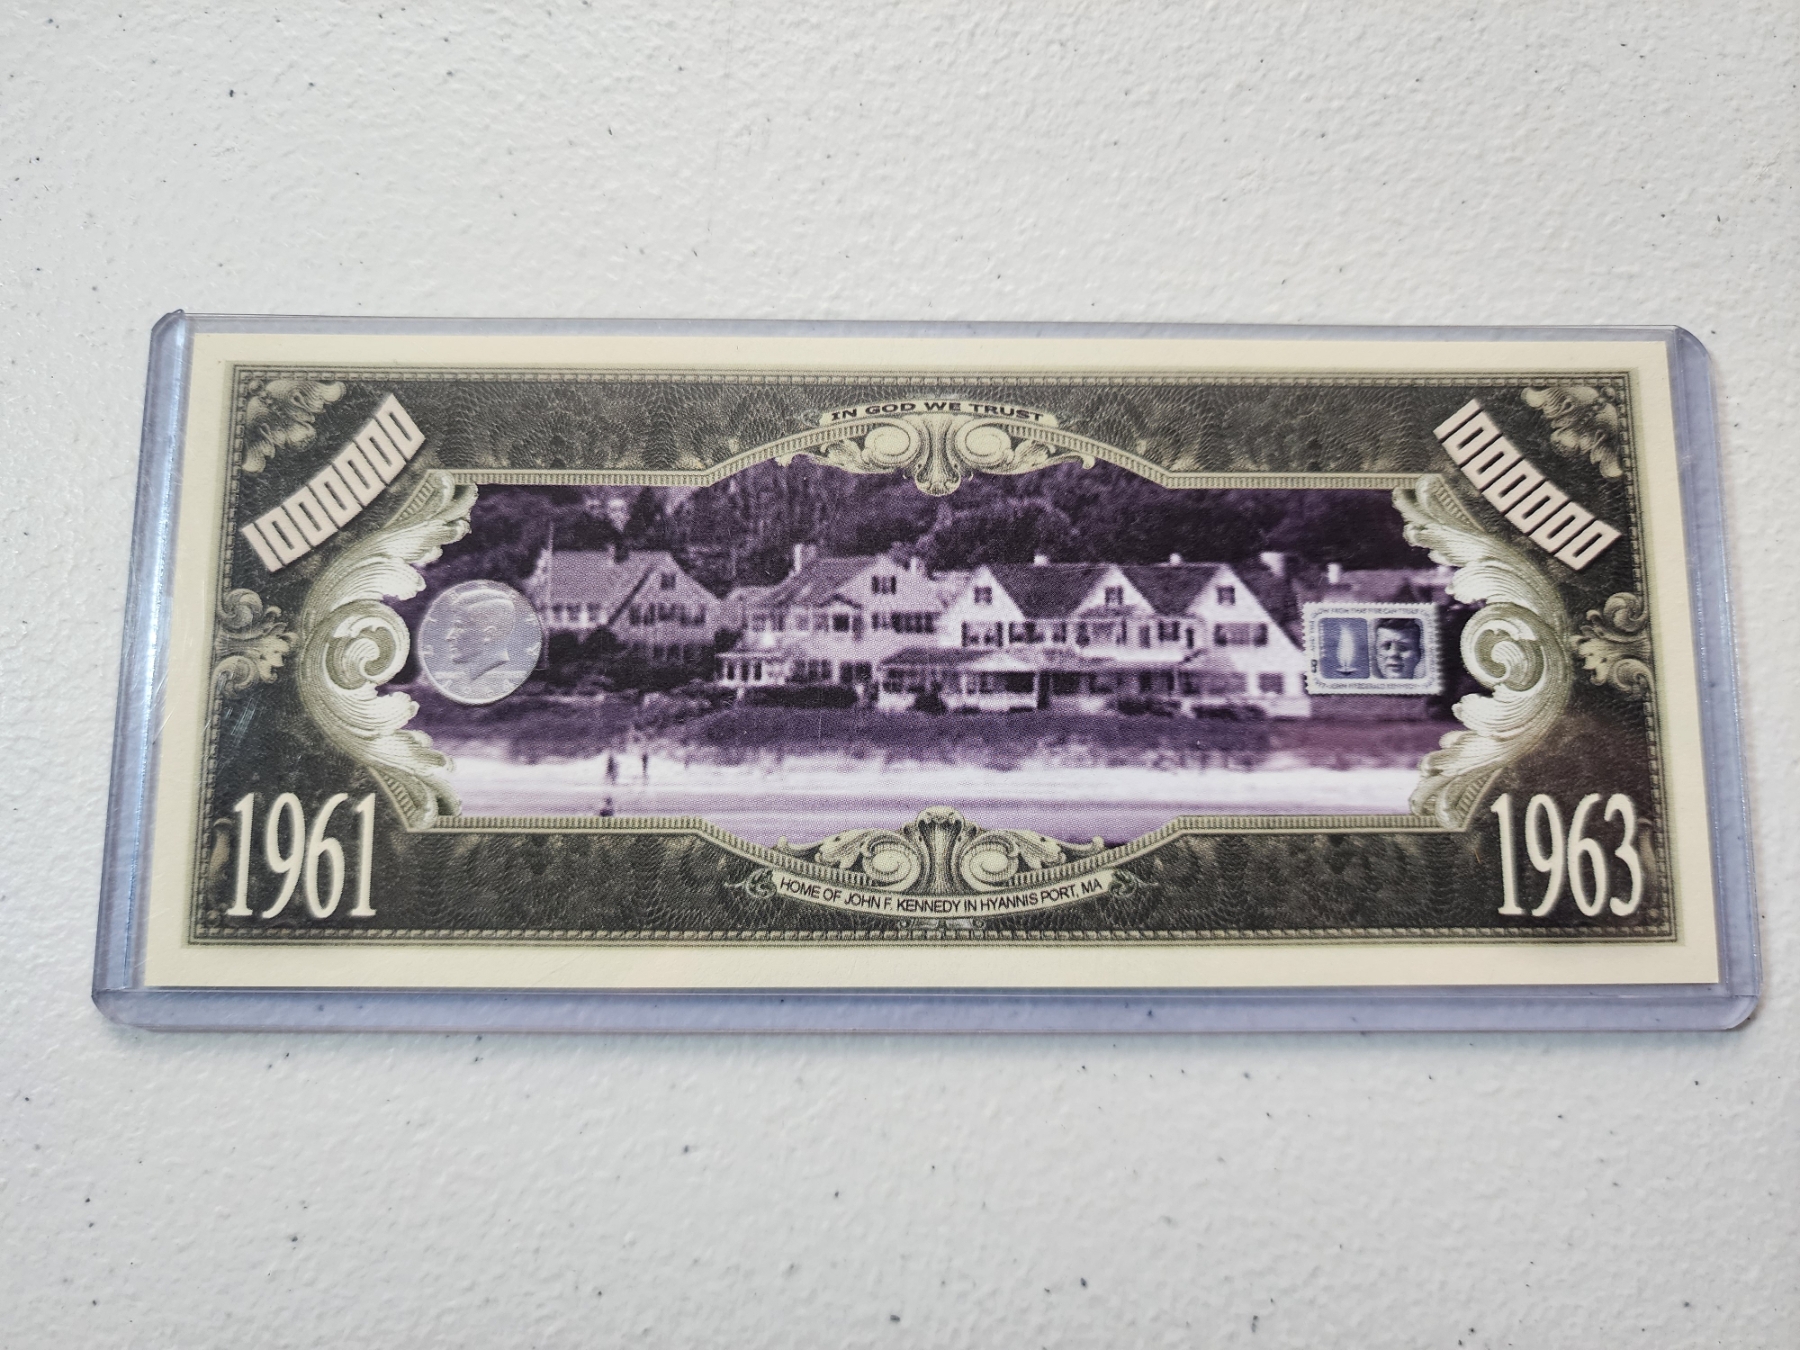 IN GOD WE TRUST
1000000
1000000
1961
1963
HOME OF JOHN F. KENNEDY IN HYANNIS PORT, MA